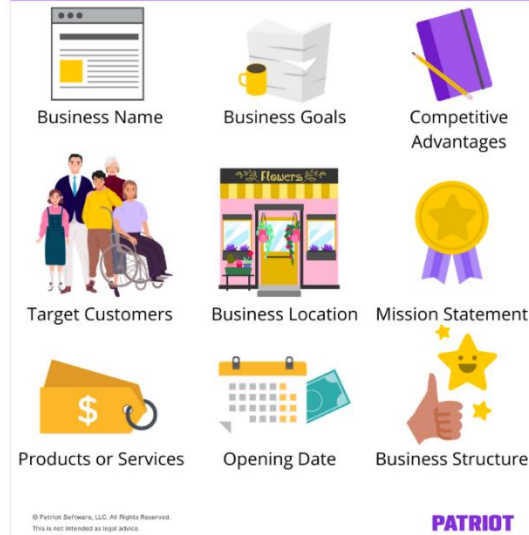 Business Name
Business Goals
Competitive
Advantages
Flowers
Target Customers
Business Location
Mission Statement
$
Products or Services
Opening Date
Business Structure
© Patriot Software, LLC. All Rights Reserved.
This is not intended as legal advice.
PATRIOT